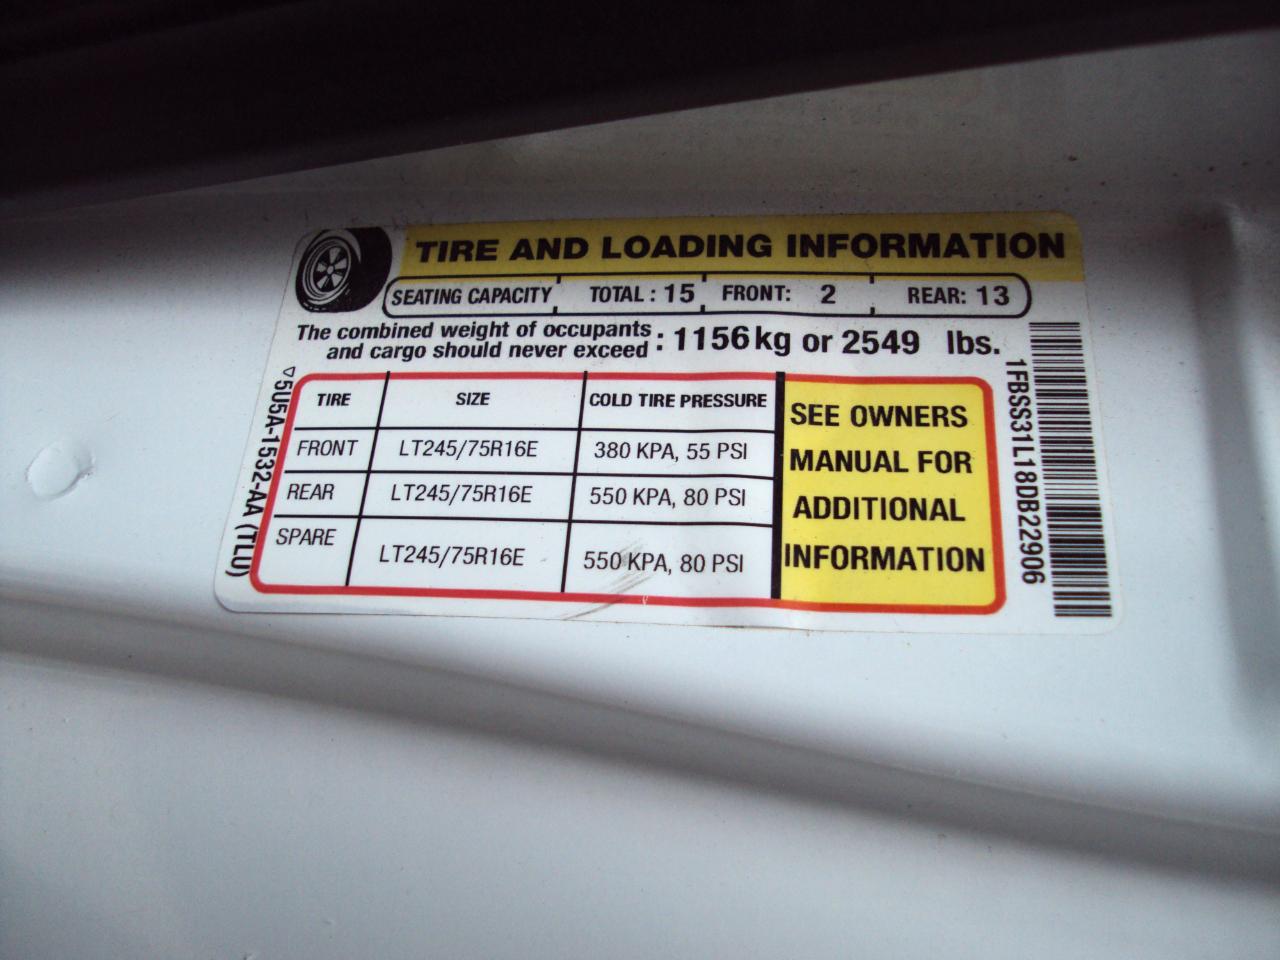 TIRE AND LOADING INFORMATION
SEATING CAPACITY TOTAL : 15 FRONT: 2 REAR: 13
The combined weight of occupants
and cargo should never exceed : 1156 kg or 2549 lbs.
TIRE SIZE COLD TIRE PRESSURE
FRONT LT245/75R16E 380 KPA, 55 PSI
REAR LT245/75R16E 550 KPA, 80 PSI
SPARE LT245/75R16E 550 KPA, 80 PSI
SEE OWNERS
MANUAL FOR
ADDITIONAL
INFORMATION
5U5A-1532-AA (TLU)
1FBSS31L18DB22906